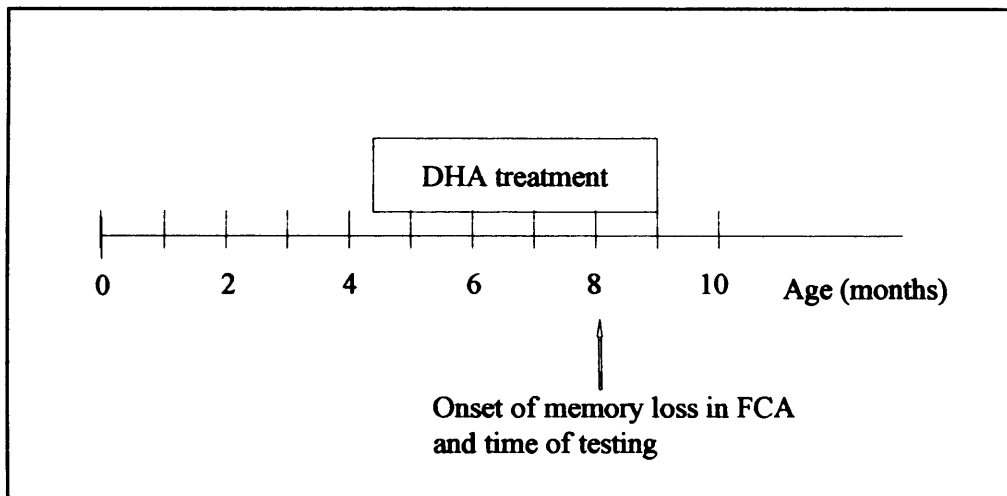 DHA treatment
0 2 4 6 8 10 Age (months)
Onset of memory loss in FCA
and time of testing